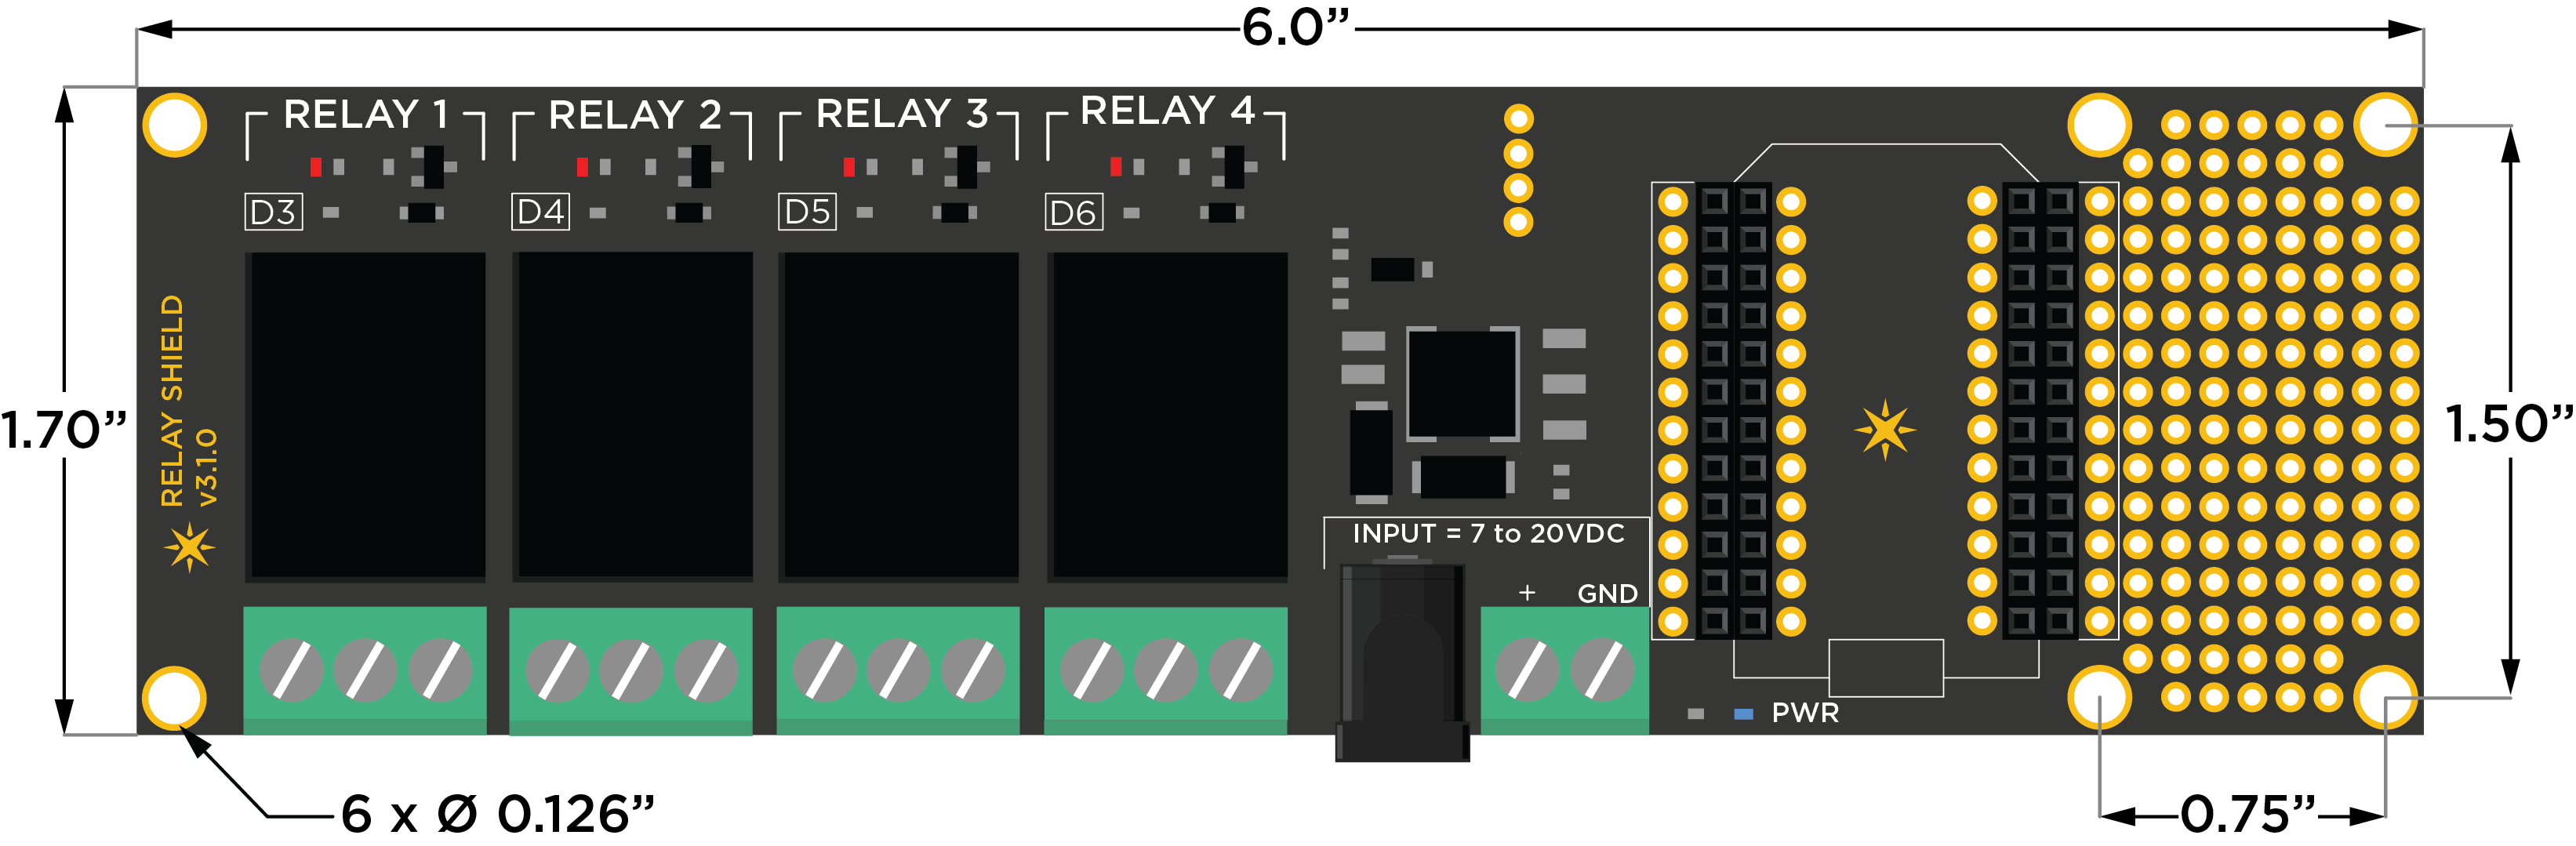 6.0”
RELAY 1
RELAY 2
RELAY 3
RELAY 4
D3
D4
D5
D6
RELAY SHIELD
v3.1.0
1.70”
1.50”
INPUT = 7 to 20VDC
+ GND
PWR
6 x Ø 0.126”
0.75”